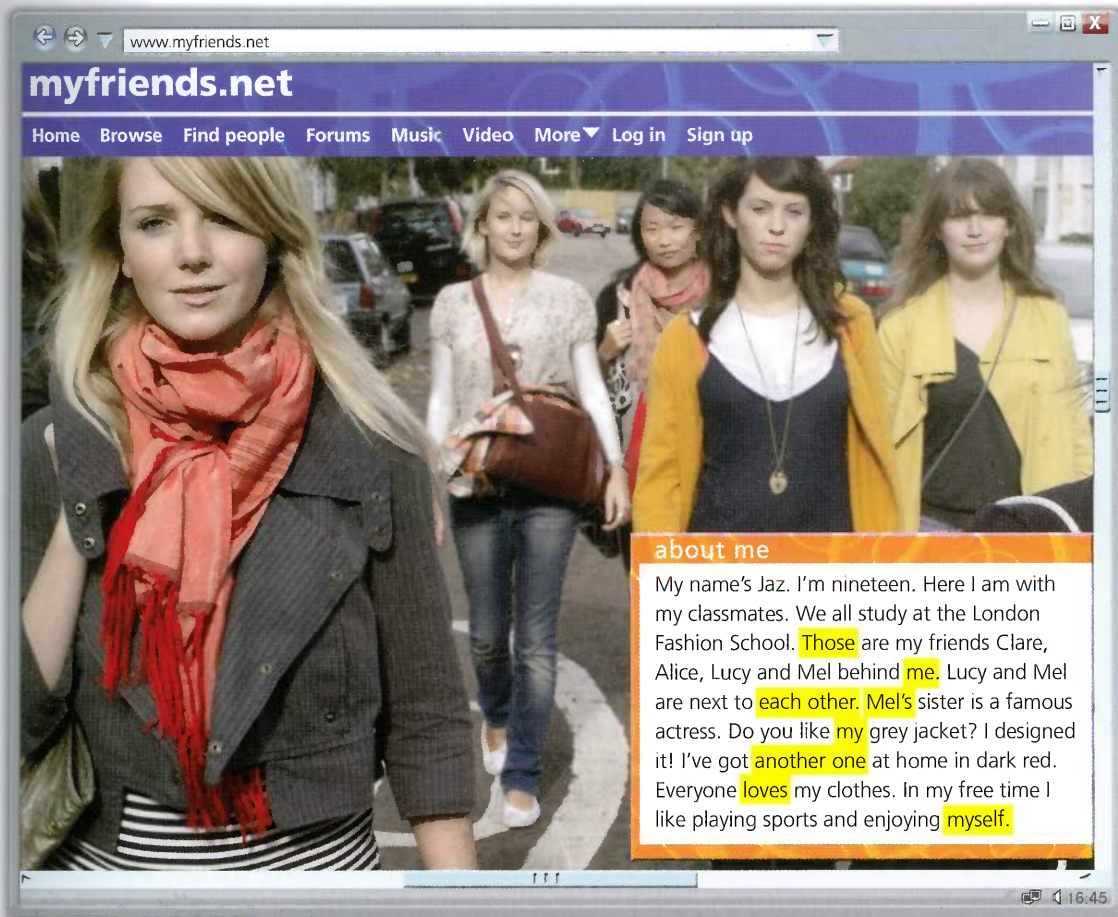 www.myfriends.net
X
myfriends.net
Home Browse Find people Forums Music Video More Log in Sign up
about me
My name's Jaz. I'm nineteen. Here I am with
my classmates. We all study at the London
Fashion School. Those are my friends Clare,
Alice, Lucy and Mel behind me. Lucy and Mel
are next to each other. Mel's sister is a famous
actress. Do you like my grey jacket? I designed
it! I've got another one at home in dark red.
Everyone loves my clothes. In my free time I
like playing sports and enjoying myself.
16:45